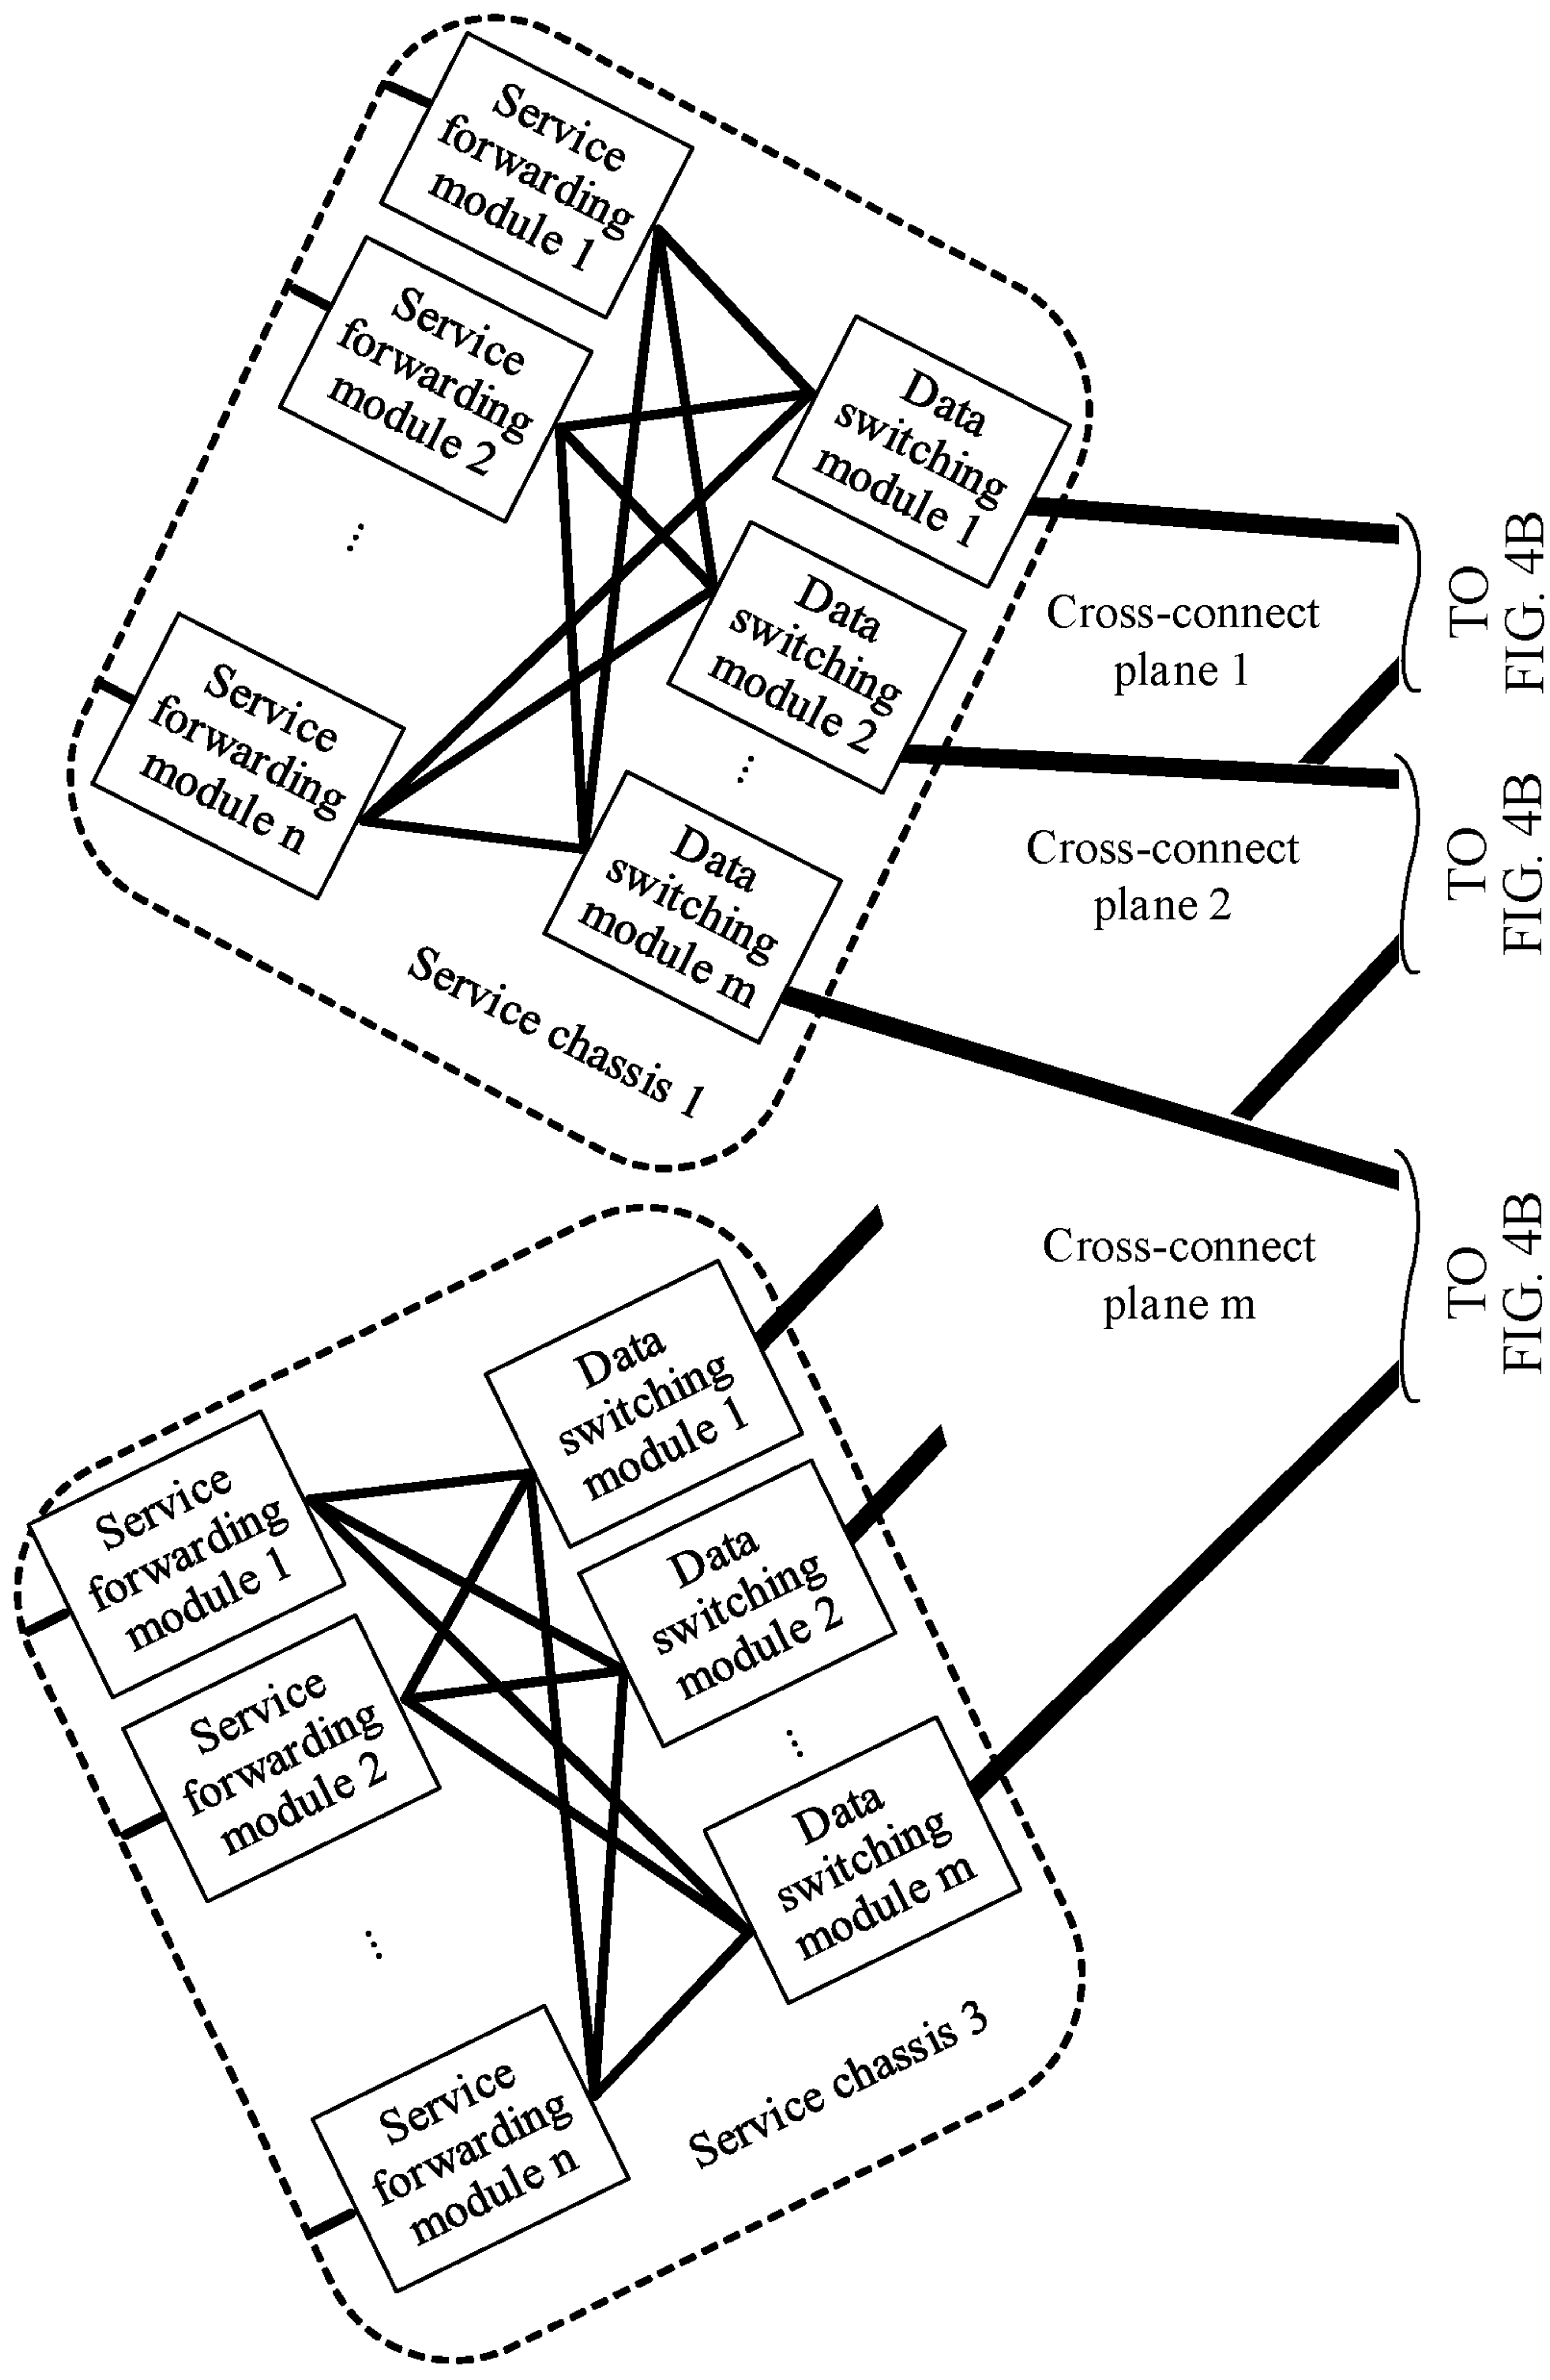 Service
forwarding
module 1
Service
forwarding
module 2
...
Service
forwarding
module n
Data
switching
module 1
Data
switching
module 2
...
Data
switching
module m
Service chassis 1
Cross-connect
plane 1
TO
FIG. 4B
Cross-connect
plane 2
TO
FIG. 4B
Cross-connect
plane m
TO
FIG. 4B
Data
switching
module 1
Data
switching
module 2
...
Data
switching
module m
Service
forwarding
module 1
Service
forwarding
module 2
...
Service
forwarding
module n
Service chassis 3